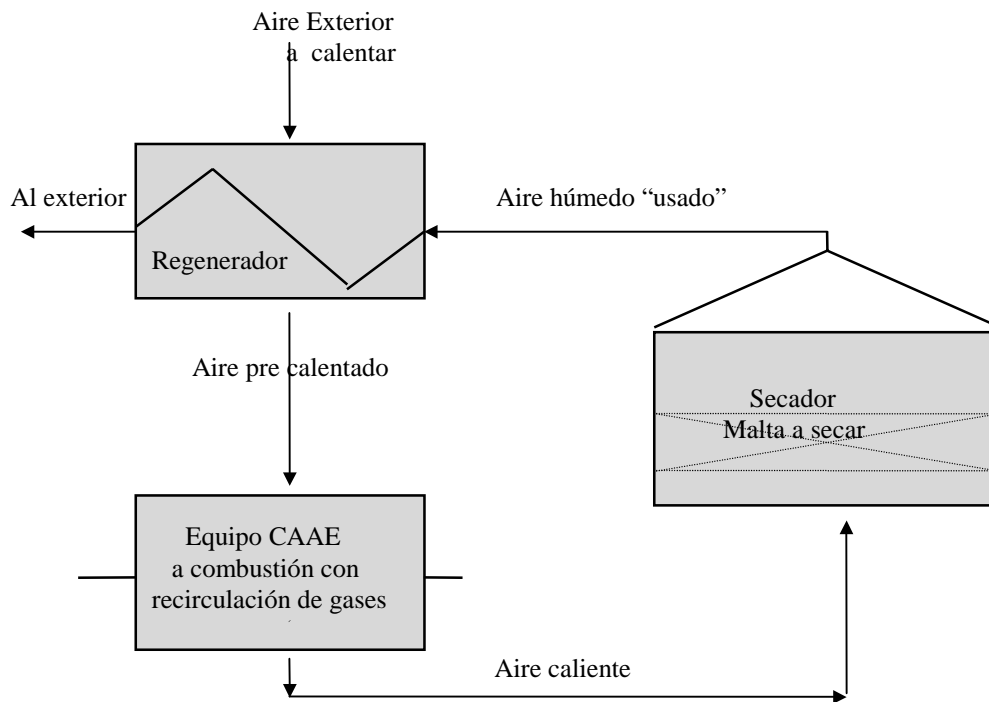 Aire Exterior
a calentar
Al exterior
Aire húmedo “usado”
Regenerador
Aire pre calentado
Secador
Malta a secar
Equipo CAAE
a combustión con
recirculación de gases
Aire caliente